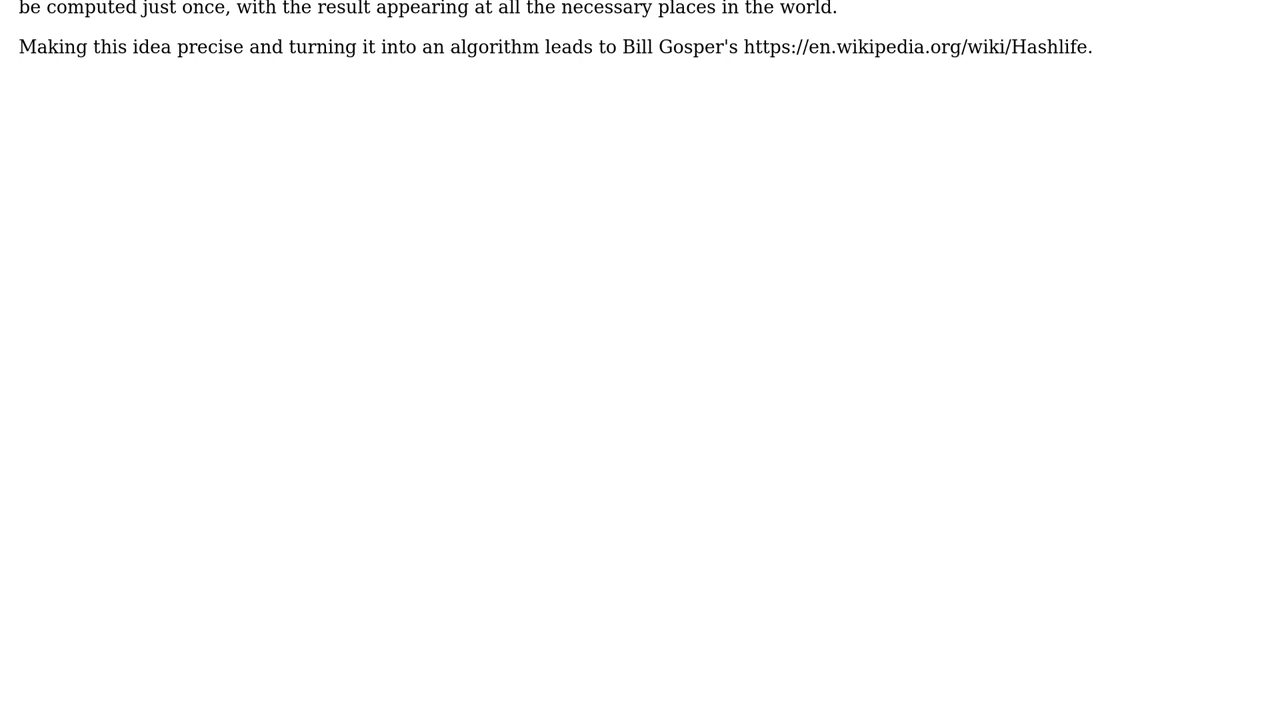 be computed just once, with the result appearing at all the necessary places in the world.
Making this idea precise and turning it into an algorithm leads to Bill Gosper's https://en.wikipedia.org/wiki/Hashlife.